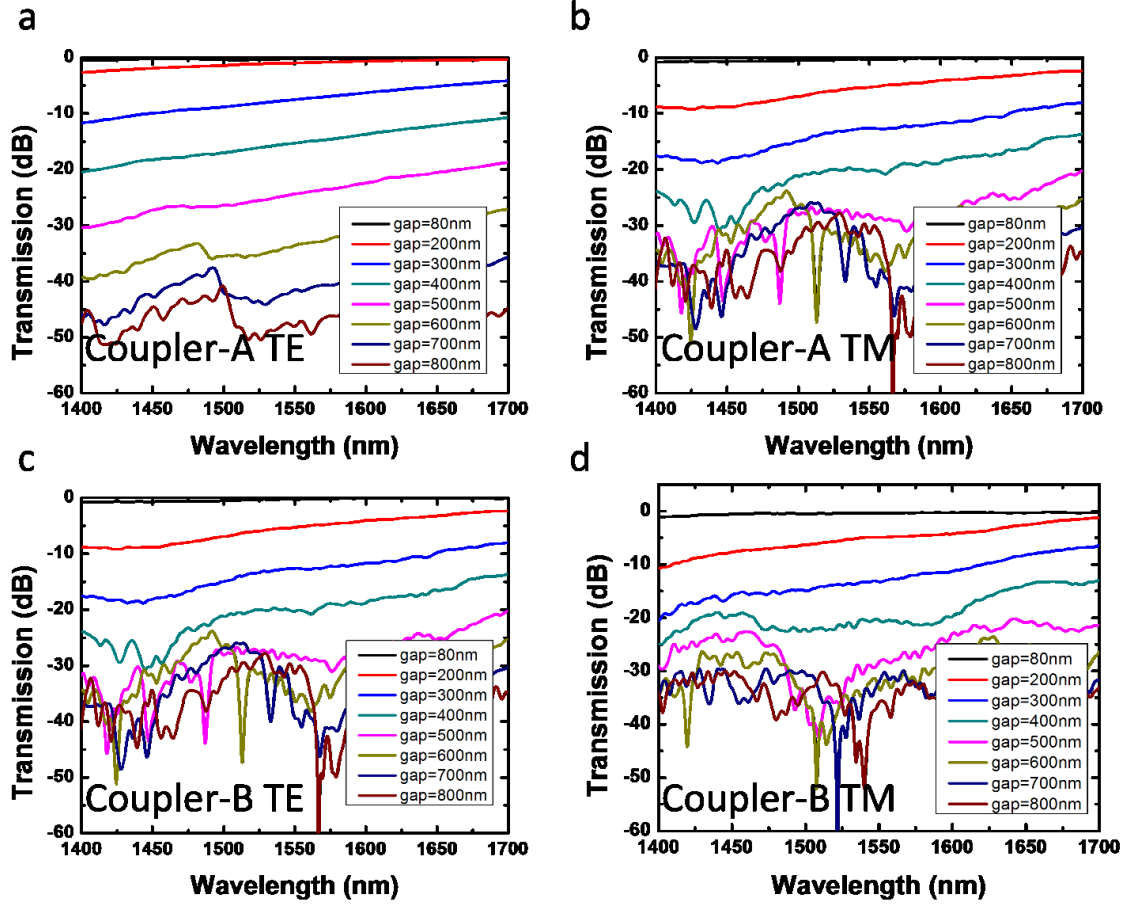 a
Transmission (dB)
0
-10
-20
-30
-40
-50
-60
gap=80nm
gap=200nm
gap=300nm
gap=400nm
gap=500nm
gap=600nm
gap=700nm
gap=800nm
Coupler-A TE
1400 1450 1500 1550 1600 1650 1700
Wavelength (nm)
b
Transmission (dB)
0
-10
-20
-30
-40
-50
-60
gap=80nm
gap=200nm
gap=300nm
gap=400nm
gap=500nm
gap=600nm
gap=700nm
gap=800nm
Coupler-A TM
1400 1450 1500 1550 1600 1650 1700
Wavelength (nm)
c
Transmission (dB)
0
-10
-20
-30
-40
-50
-60
gap=80nm
gap=200nm
gap=300nm
gap=400nm
gap=500nm
gap=600nm
gap=700nm
gap=800nm
Coupler-B TE
1400 1450 1500 1550 1600 1650 1700
Wavelength (nm)
d
Transmission (dB)
0
-10
-20
-30
-40
-50
-60
gap=80nm
gap=200nm
gap=300nm
gap=400nm
gap=500nm
gap=600nm
gap=700nm
gap=800nm
Coupler-B TM
1400 1450 1500 1550 1600 1650 1700
Wavelength (nm)